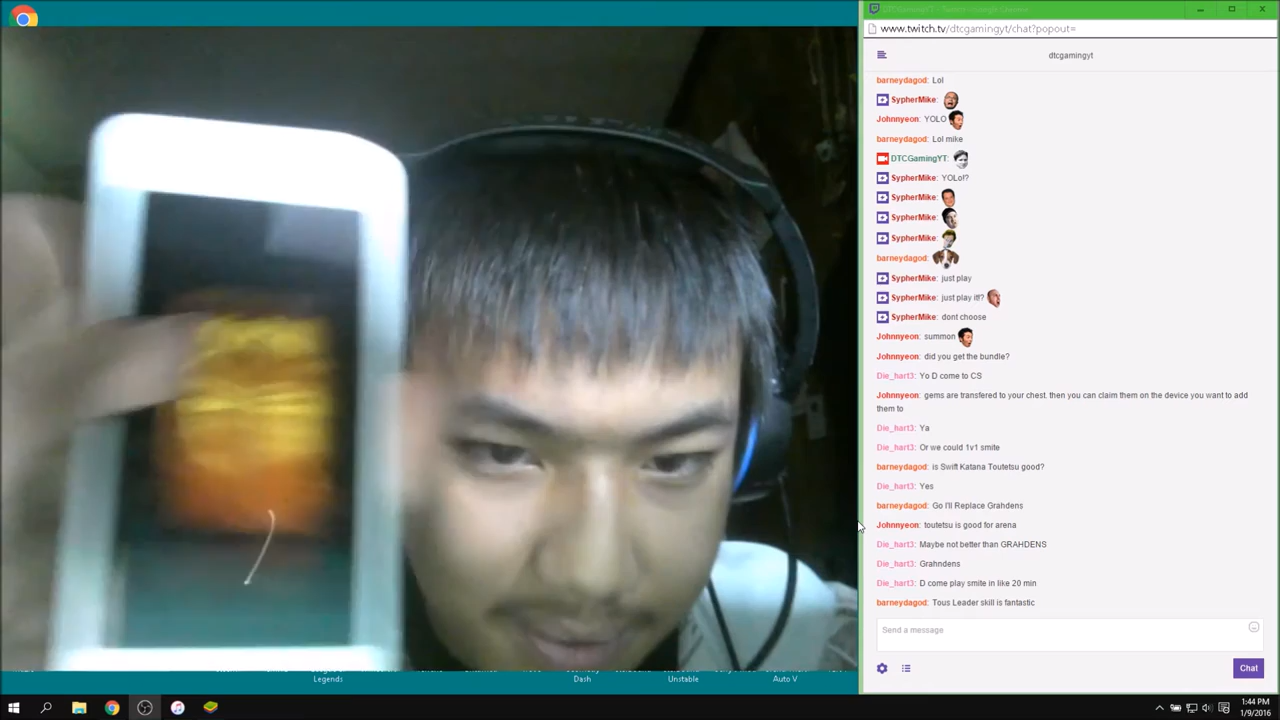 www.twitch.tv/dtcgamingyt/chat?popout=
dtcgamingyt
barneydagod: Lol
SypherMike:
Johnnyeon: YOLO
barneydagod: Lol mike
DTCGamingYT:
SypherMike: YOLo!?
SypherMike:
SypherMike:
SypherMike:
barneydagod:
SypherMike: just play
SypherMike: just play it!?
SypherMike: dont choose
Johnnyeon: summon
Johnnyeon: did you get the bundle?
Die_hart3: Yo D come to CS
Johnnyeon: gems are transfered to your chest. then you can claim them on the device you want to add
them to
Die_hart3: Ya
Die_hart3: Or we could 1v1 smite
barneydagod: is Swift Katana Toutetsu good?
Die_hart3: Yes
barneydagod: Go I'll Replace Grahdens
Johnnyeon: toutetsu is good for arena
Die_hart3: Maybe not better than GRAHDENS
Die_hart3: Grahndens
Die_hart3: D come play smite in like 20 min
barneydagod: Tous Leader skill is fantastic
Send a message
Chat
Legends
Dash
Unstable
Auto V
1:44 PM
1/9/2016